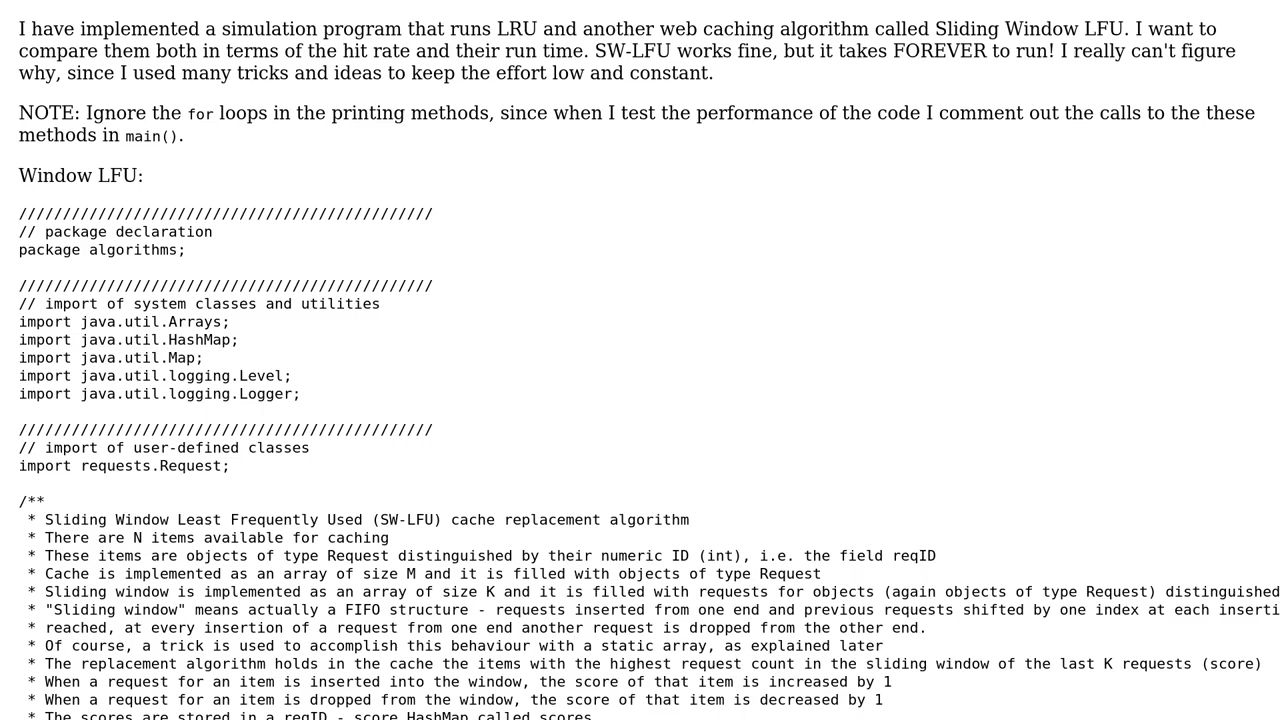 I have implemented a simulation program that runs LRU and another web caching algorithm called Sliding Window LFU. I want to
compare them both in terms of the hit rate and their run time. SW-LFU works fine, but it takes FOREVER to run! I really can't figure
why, since I used many tricks and ideas to keep the effort low and constant.
NOTE: Ignore the for loops in the printing methods, since when I test the performance of the code I comment out the calls to the these
methods in main().
Window LFU:
///////////////////////////////////////////////
// package declaration
package algorithms;
///////////////////////////////////////////////
// import of system classes and utilities
import java.util.Arrays;
import java.util.HashMap;
import java.util.Map;
import java.util.logging.Level;
import java.util.logging.Logger;
///////////////////////////////////////////////
// import of user-defined classes
import requests.Request;
/**
* Sliding Window Least Frequently Used (SW-LFU) cache replacement algorithm
* There are N items available for caching
* These items are objects of type Request distinguished by their numeric ID (int), i.e. the field reqID
* Cache is implemented as an array of size M and it is filled with objects of type Request
* Sliding window is implemented as an array of size K and it is filled with requests for objects (again objects of type Request) distinguished
* "Sliding window" means actually a FIFO structure - requests inserted from one end and previous requests shifted by one index at each inserti
* reached, at every insertion of a request from one end another request is dropped from the other end.
* Of course, a trick is used to accomplish this behaviour with a static array, as explained later
* The replacement algorithm holds in the cache the items with the highest request count in the sliding window of the last K requests (score)
* When a request for an item is inserted into the window, the score of that item is increased by 1
* When a request for an item is dropped from the window, the score of that item is decreased by 1
* The scores are stored in a reqID - score HashMap called scores